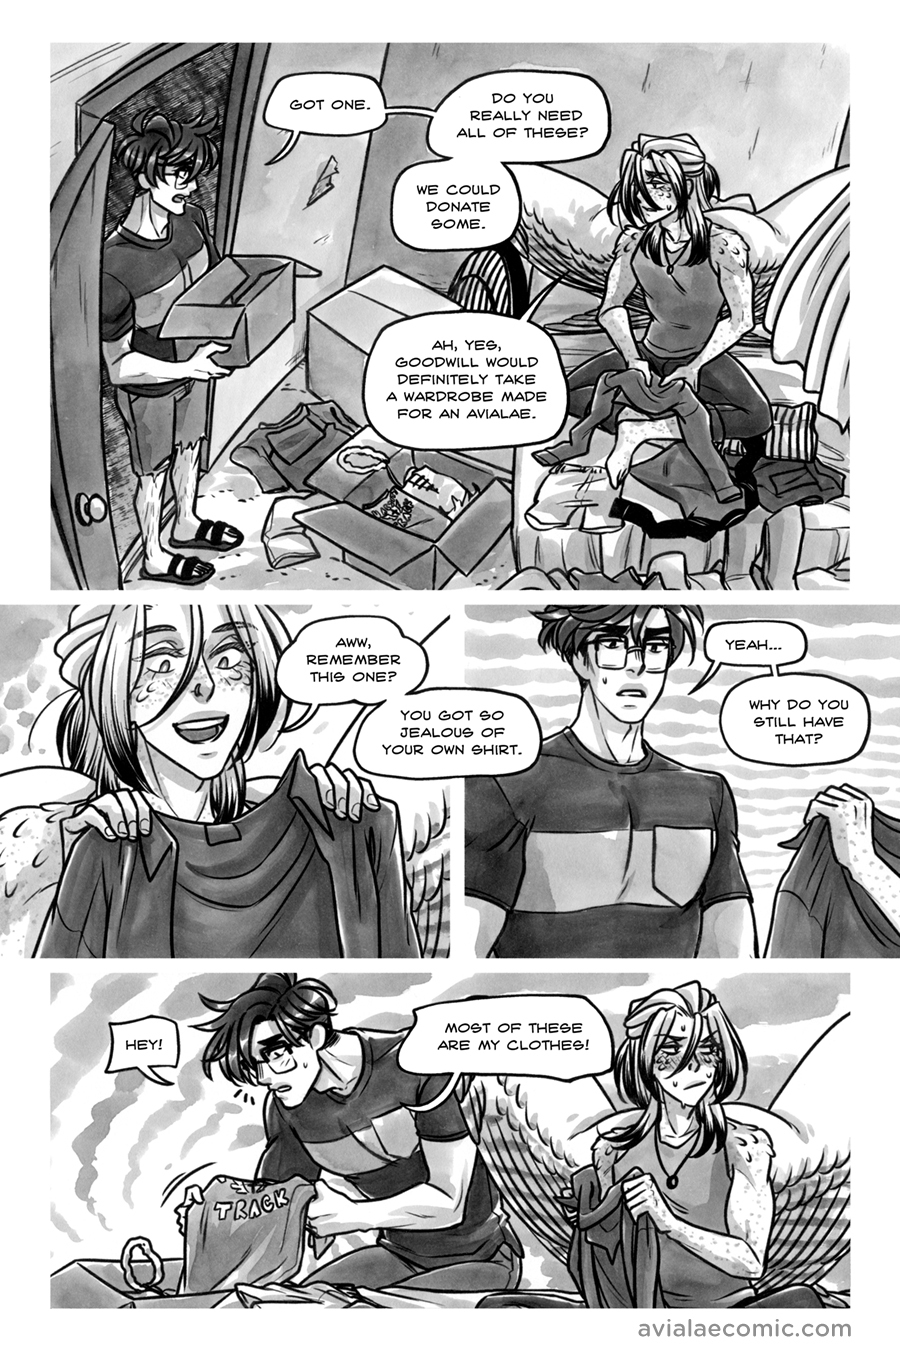 GOT ONE.
DO YOU
REALLY NEED
ALL OF THESE?
WE COULD
DONATE
SOME.
AH, YES,
GOODWILL WOULD
DEFINITELY TAKE
A WARDROBE MADE
FOR AN AVIALAE.
AWW,
REMEMBER
THIS ONE?
YOU GOT SO
JEALOUS OF
YOUR OWN SHIRT.
YEAH...
WHY DO YOU
STILL HAVE
THAT?
HEY!
MOST OF THESE
ARE MY CLOTHES!
TRACK
avialaecomic.com